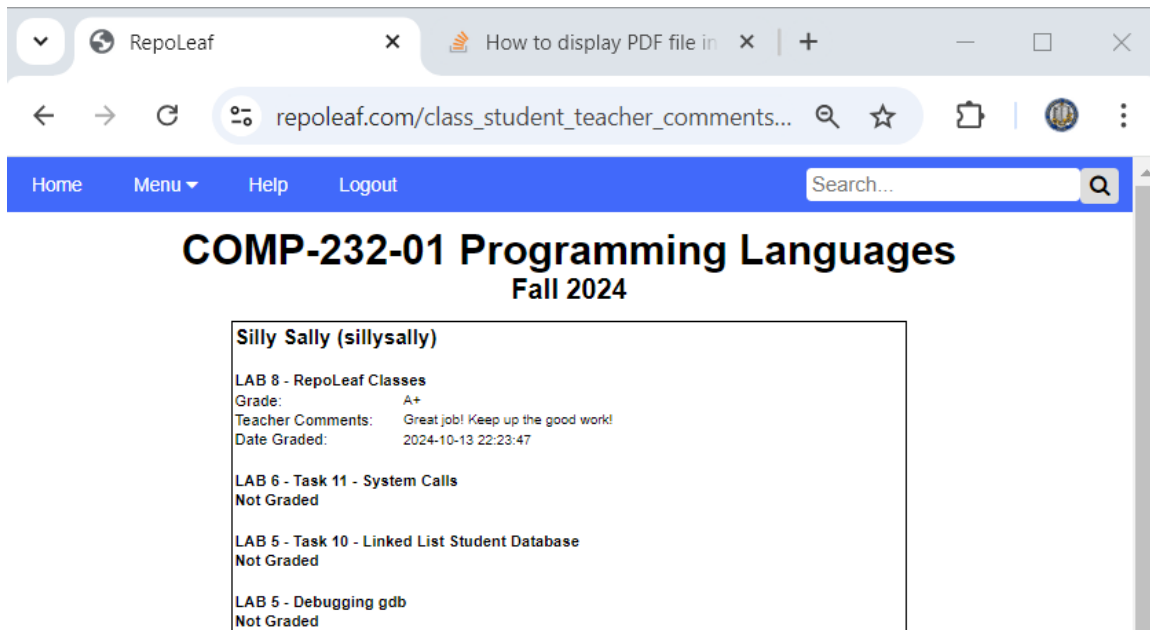 RepoLeaf
How to display PDF file in
repoleaf.com/class_student_teacher_comments...
Home Menu Help Logout Search...
COMP-232-01 Programming Languages
Fall 2024
Silly Sally (sillysally)
LAB 8 - RepoLeaf Classes
Grade: A+
Teacher Comments: Great job! Keep up the good work!
Date Graded: 2024-10-13 22:23:47
LAB 6 - Task 11 - System Calls
Not Graded
LAB 5 - Task 10 - Linked List Student Database
Not Graded
LAB 5 - Debugging gdb
Not Graded